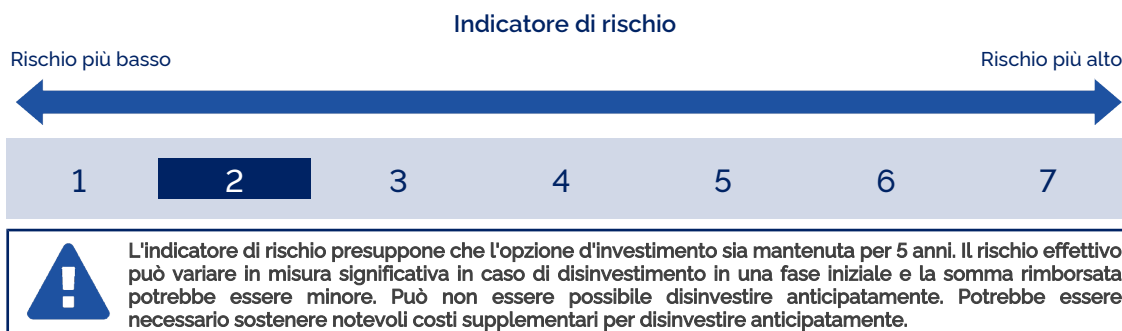 Indicatore di rischio
Rischio più basso
Rischio più alto
1 2 3 4 5 6 7
L'indicatore di rischio presuppone che l'opzione d'investimento sia mantenuta per 5 anni. Il rischio effettivo
può variare in misura significativa in caso di disinvestimento in una fase iniziale e la somma rimborsata
potrebbe essere minore. Può non essere possibile disinvestire anticipatamente. Potrebbe essere
necessario sostenere notevoli costi supplementari per disinvestire anticipatamente.